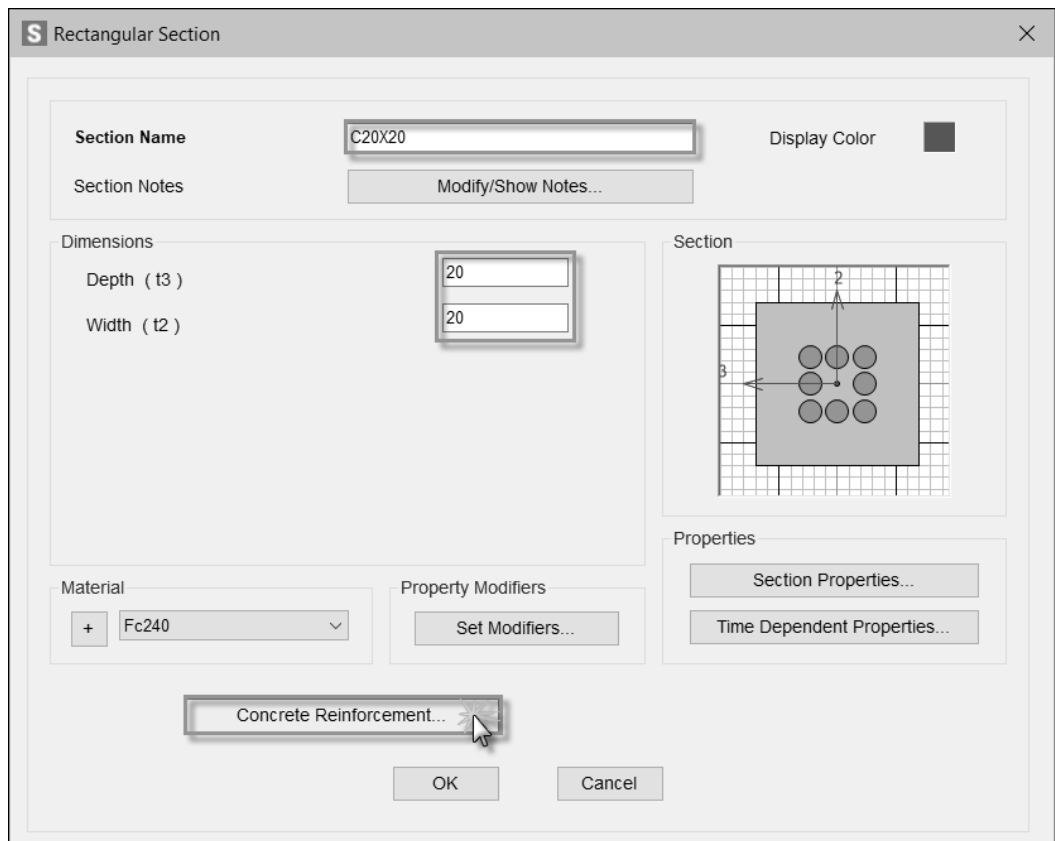 S Rectangular Section
Section Name C20X20 Display Color
Section Notes Modify/Show Notes...
Dimensions
Depth ( t3 ) 20
Width ( t2 ) 20
Section
2
3
Properties
Section Properties...
Time Dependent Properties...
Material
+ Fc240
Property Modifiers
Set Modifiers...
Concrete Reinforcement...
OK Cancel